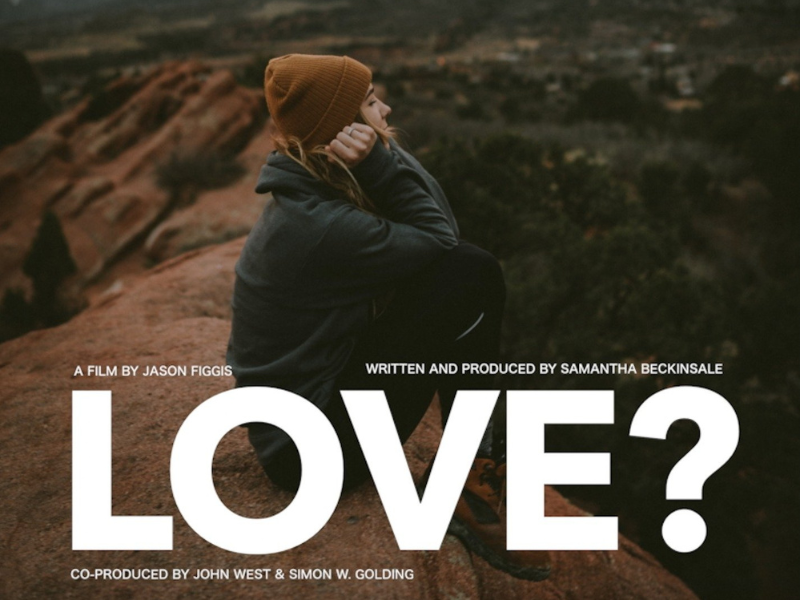 A FILM BY JASON FIGGIS
WRITTEN AND PRODUCED BY SAMANTHA BECKINSALE
LOVE?
CO-PRODUCED BY JOHN WEST & SIMON W. GOLDING